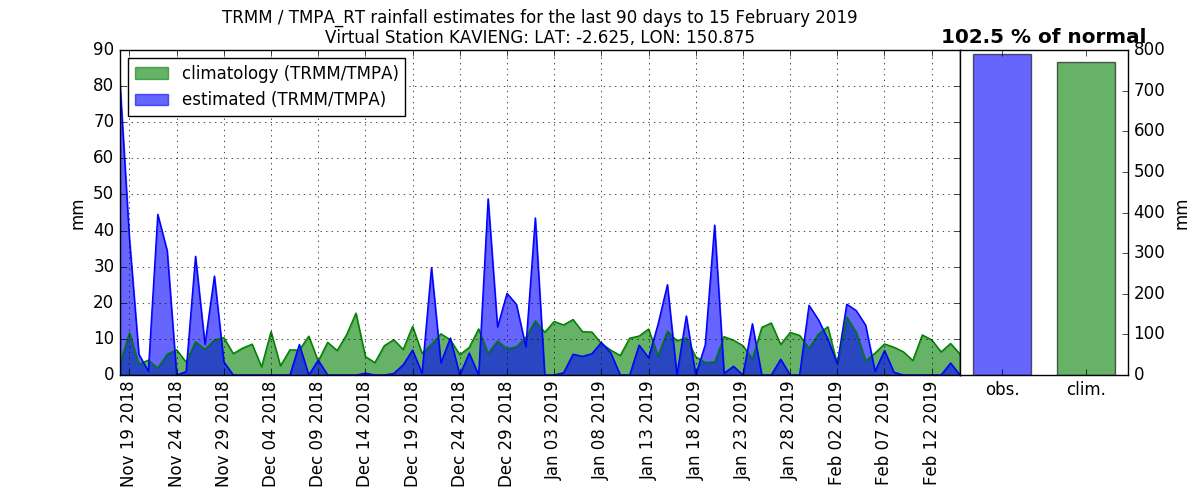 TRMM / TMPA_RT rainfall estimates for the last 90 days to 15 February 2019
Virtual Station KAVIENG: LAT: -2.625, LON: 150.875
102.5 % of normal
climatology (TRMM/TMPA)
estimated (TRMM/TMPA)
mm
90
80
70
60
50
40
30
20
10
0
Nov 19 2018
Nov 24 2018
Nov 29 2018
Dec 04 2018
Dec 09 2018
Dec 14 2018
Dec 19 2018
Dec 24 2018
Dec 29 2018
Jan 03 2019
Jan 08 2019
Jan 13 2019
Jan 18 2019
Jan 23 2019
Jan 28 2019
Feb 02 2019
Feb 07 2019
Feb 12 2019
obs.
clim.
800
700
600
500
400
300
200
100
0
mm